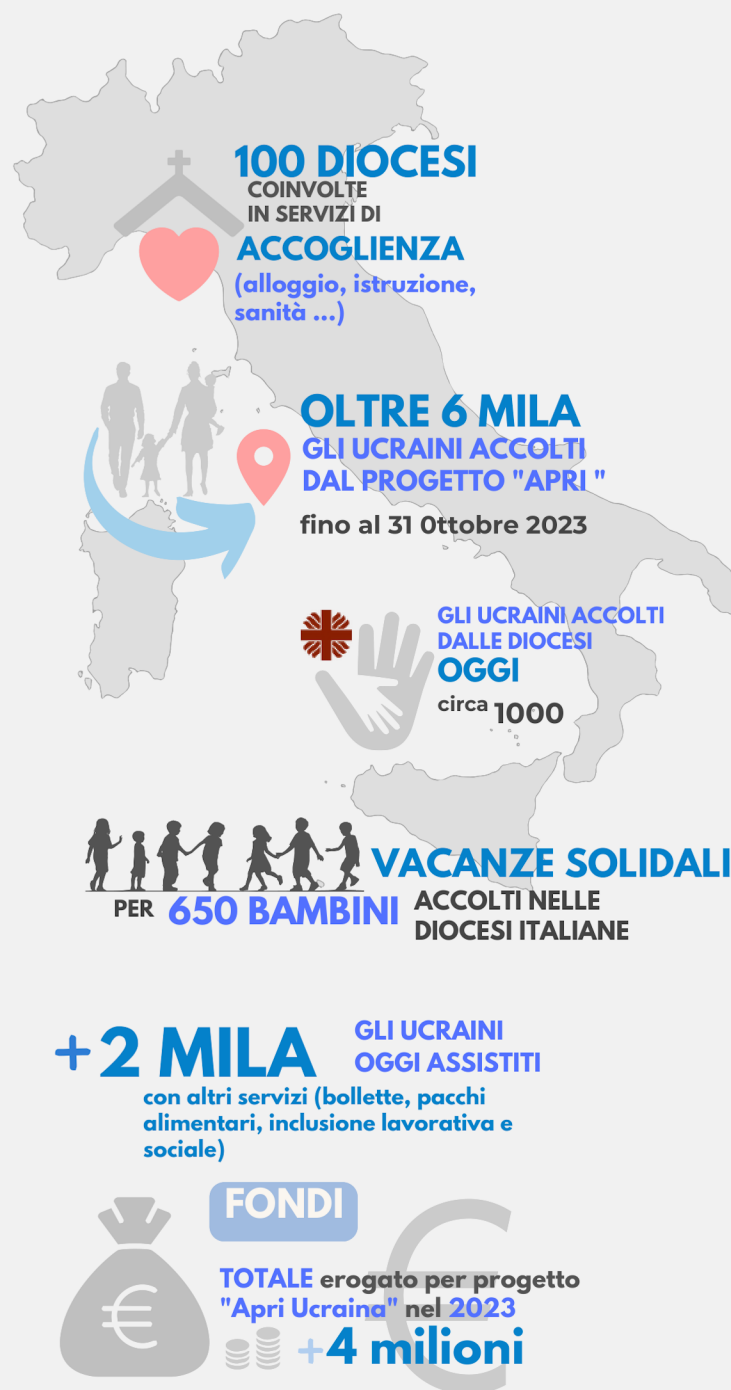 100 DIOCESI
COINVOLTE
IN SERVIZI DI
ACCOGLIENZA
(alloggio, istruzione,
sanità ...)
OLTRE 6 MILA
GLI UCRAINI ACCOLTI
DAL PROGETTO "APRI "
fino al 31 0ttobre 2023
GLI UCRAINI ACCOLTI
DALLE DIOCESI
OGGI
circa 1000
VACANZE SOLIDALI
PER 650 BAMBINI
ACCOLTI NELLE
DIOCESI ITALIANE
+2 MILA
GLI UCRAINI
OGGI ASSISTITI
con altri servizi (bollette, pacchi
alimentari, inclusione lavorativa e
sociale)
FONDI
TOTALE erogato per progetto
"Apri Ucraina" nel 2023
+4 milioni